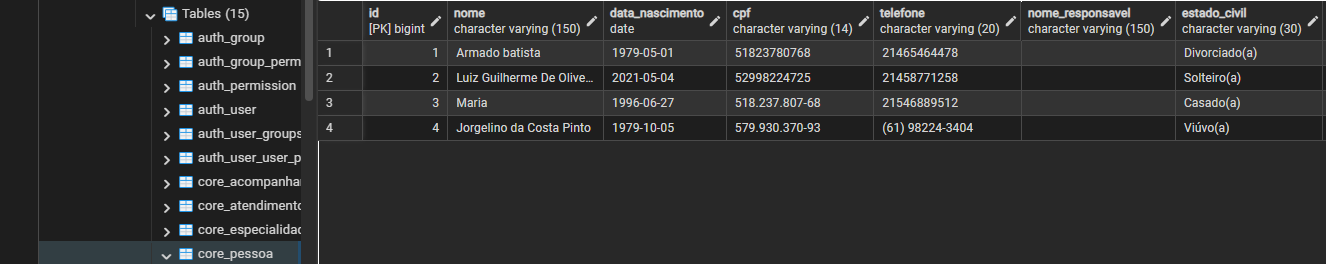 Tables (15)
auth_group
auth_group_perm
auth_permission
auth_user
auth_user_groups
auth_user_user_p
core_acompanha
core_atendimento
core_especialidad
core_pessoa
id nome data_nascimento cpf telefone nome_responsavel estado_civil
[PK] bigint character varying (150) date character varying (14) character varying (20) character varying (150) character varying (30)
1 1 Armado batista 1979-05-01 51823780768 21465464478 Divorciado(a)
2 2 Luiz Guilherme De Olive... 2021-05-04 52998224725 21458771258 Solteiro(a)
3 3 Maria 1996-06-27 518.237.807-68 21546889512 Casado(a)
4 4 Jorgelino da Costa Pinto 1979-10-05 579.930.370-93 (61) 98224-3404 Viúvo(a)